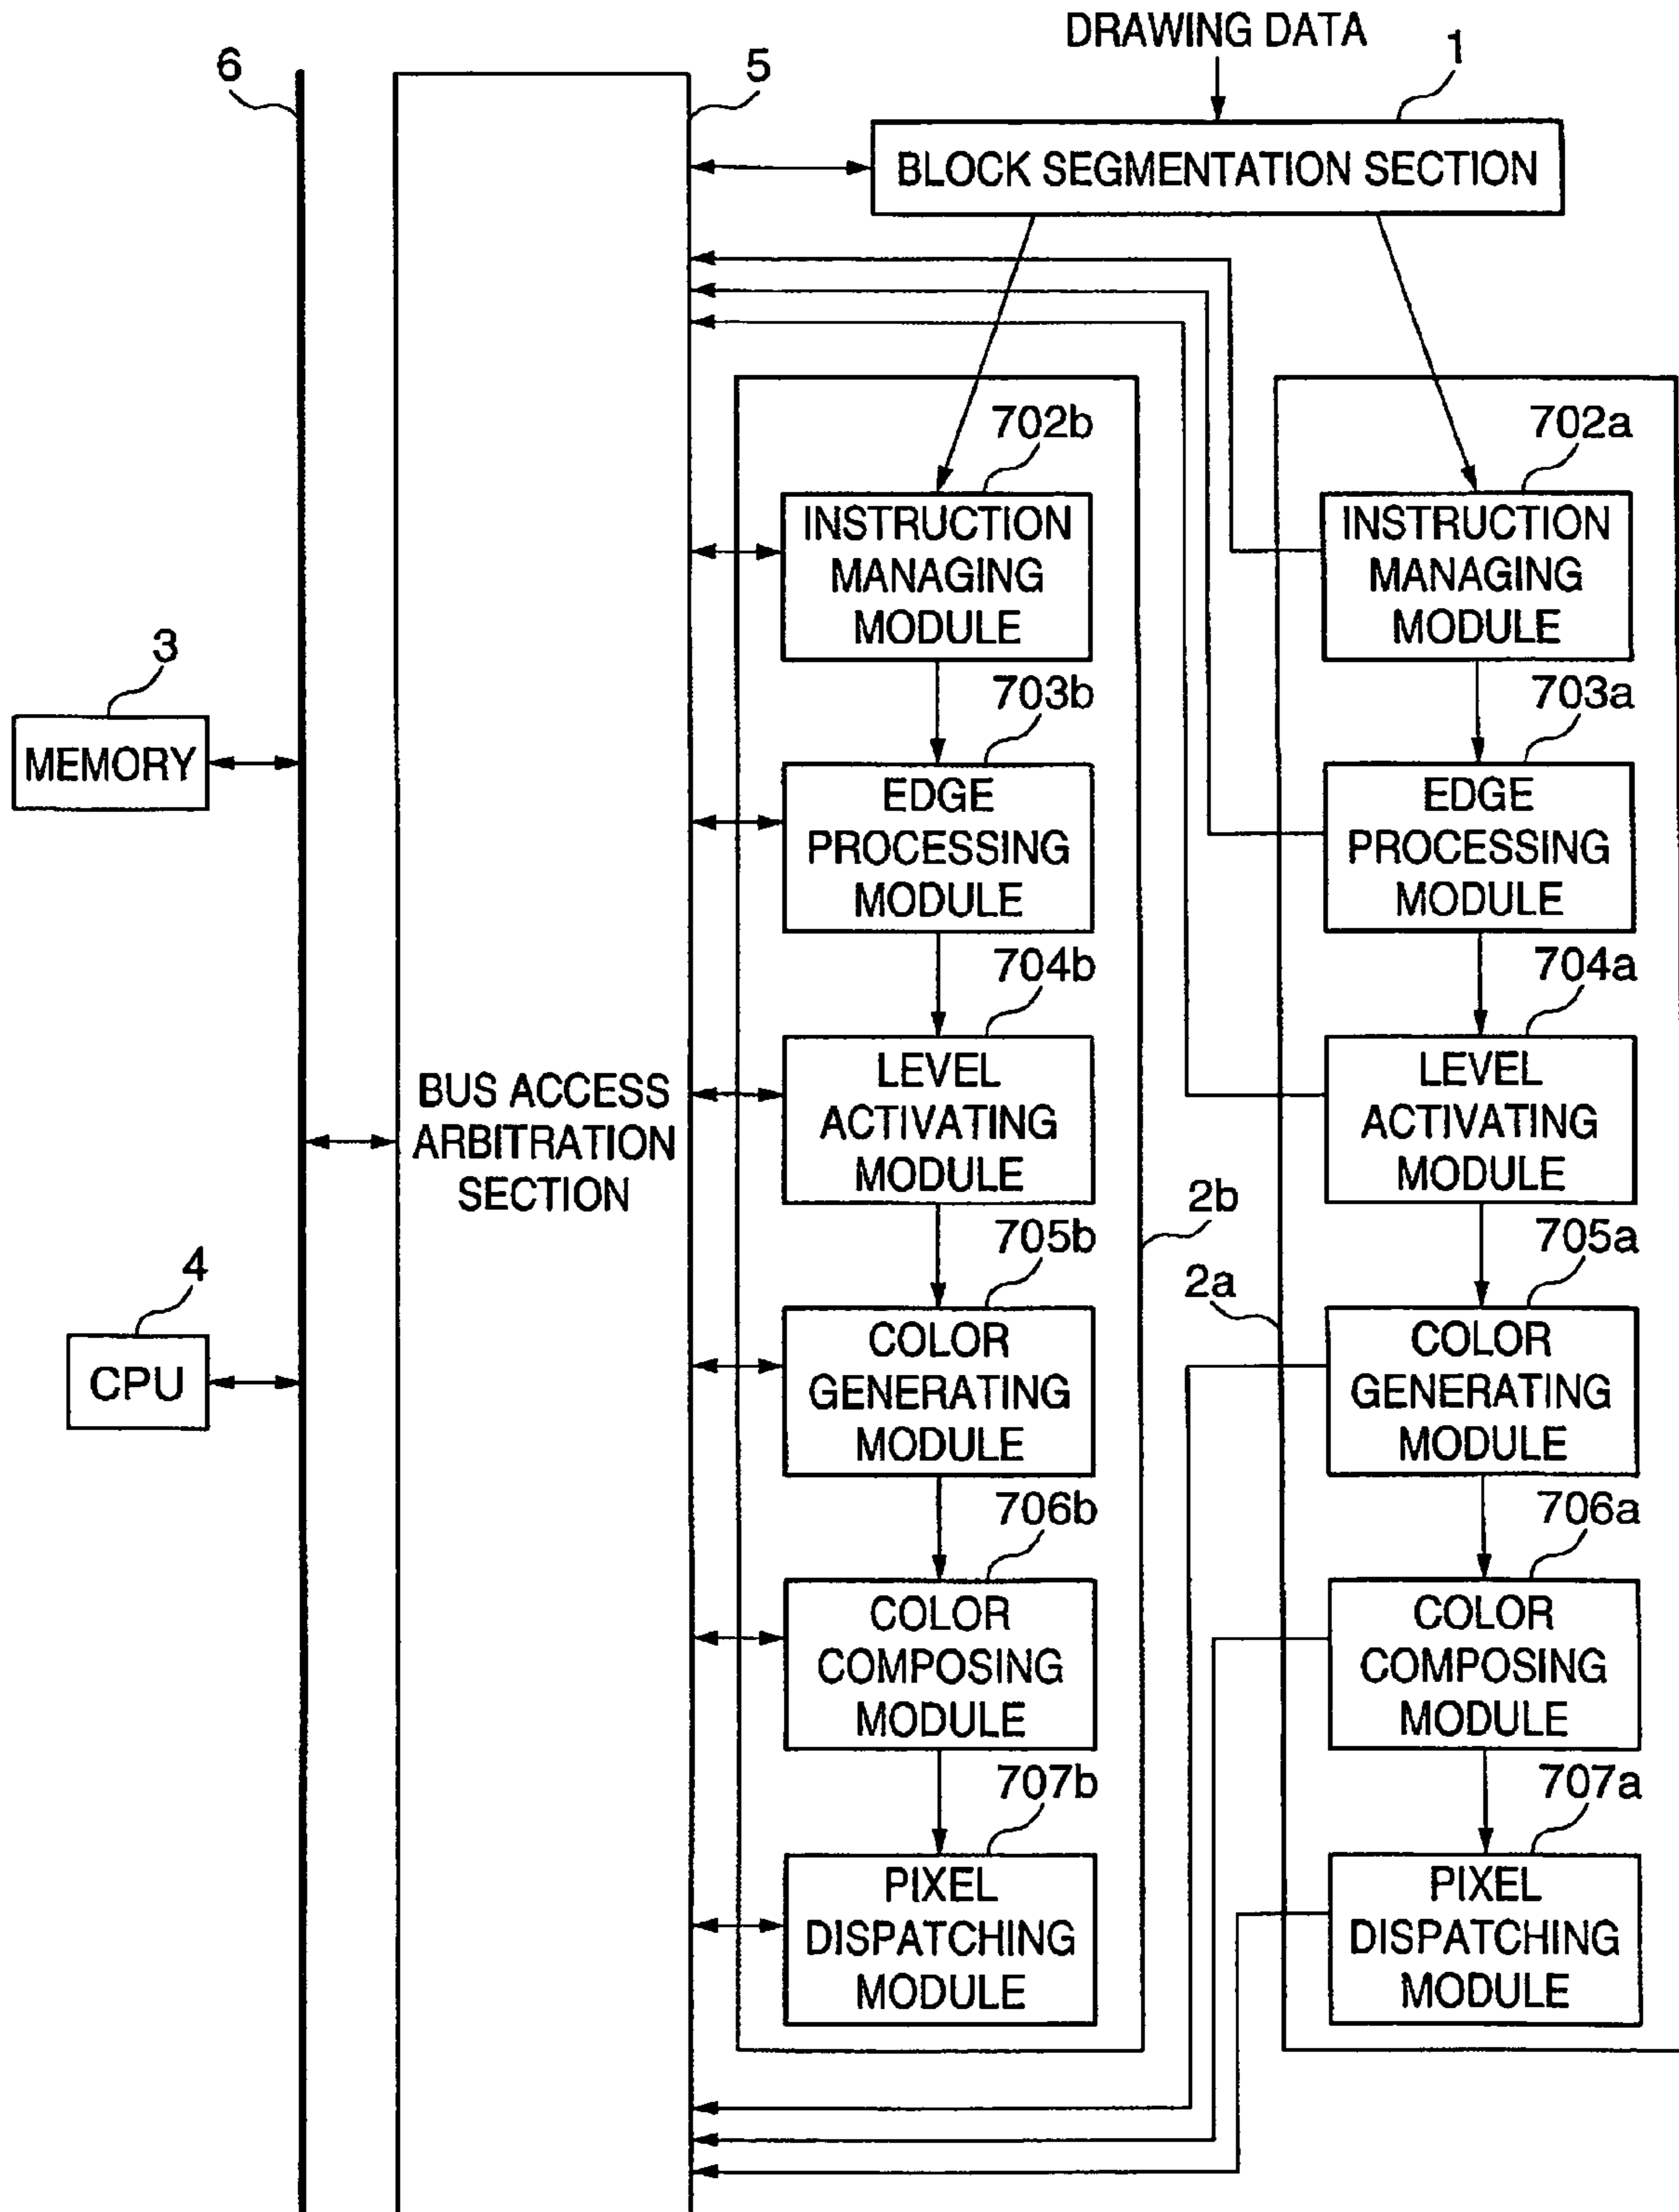 DRAWING DATA
6
5
1
BLOCK SEGMENTATION SECTION
702b
702a
INSTRUCTION
MANAGING
MODULE
INSTRUCTION
MANAGING
MODULE
3
MEMORY
703b
703a
EDGE
PROCESSING
MODULE
EDGE
PROCESSING
MODULE
704b
704a
LEVEL
ACTIVATING
MODULE
LEVEL
ACTIVATING
MODULE
BUS ACCESS
ARBITRATION
SECTION
2b
2a
4
CPU
705b
705a
COLOR
GENERATING
MODULE
COLOR
GENERATING
MODULE
706b
706a
COLOR
COMPOSING
MODULE
COLOR
COMPOSING
MODULE
707b
707a
PIXEL
DISPATCHING
MODULE
PIXEL
DISPATCHING
MODULE